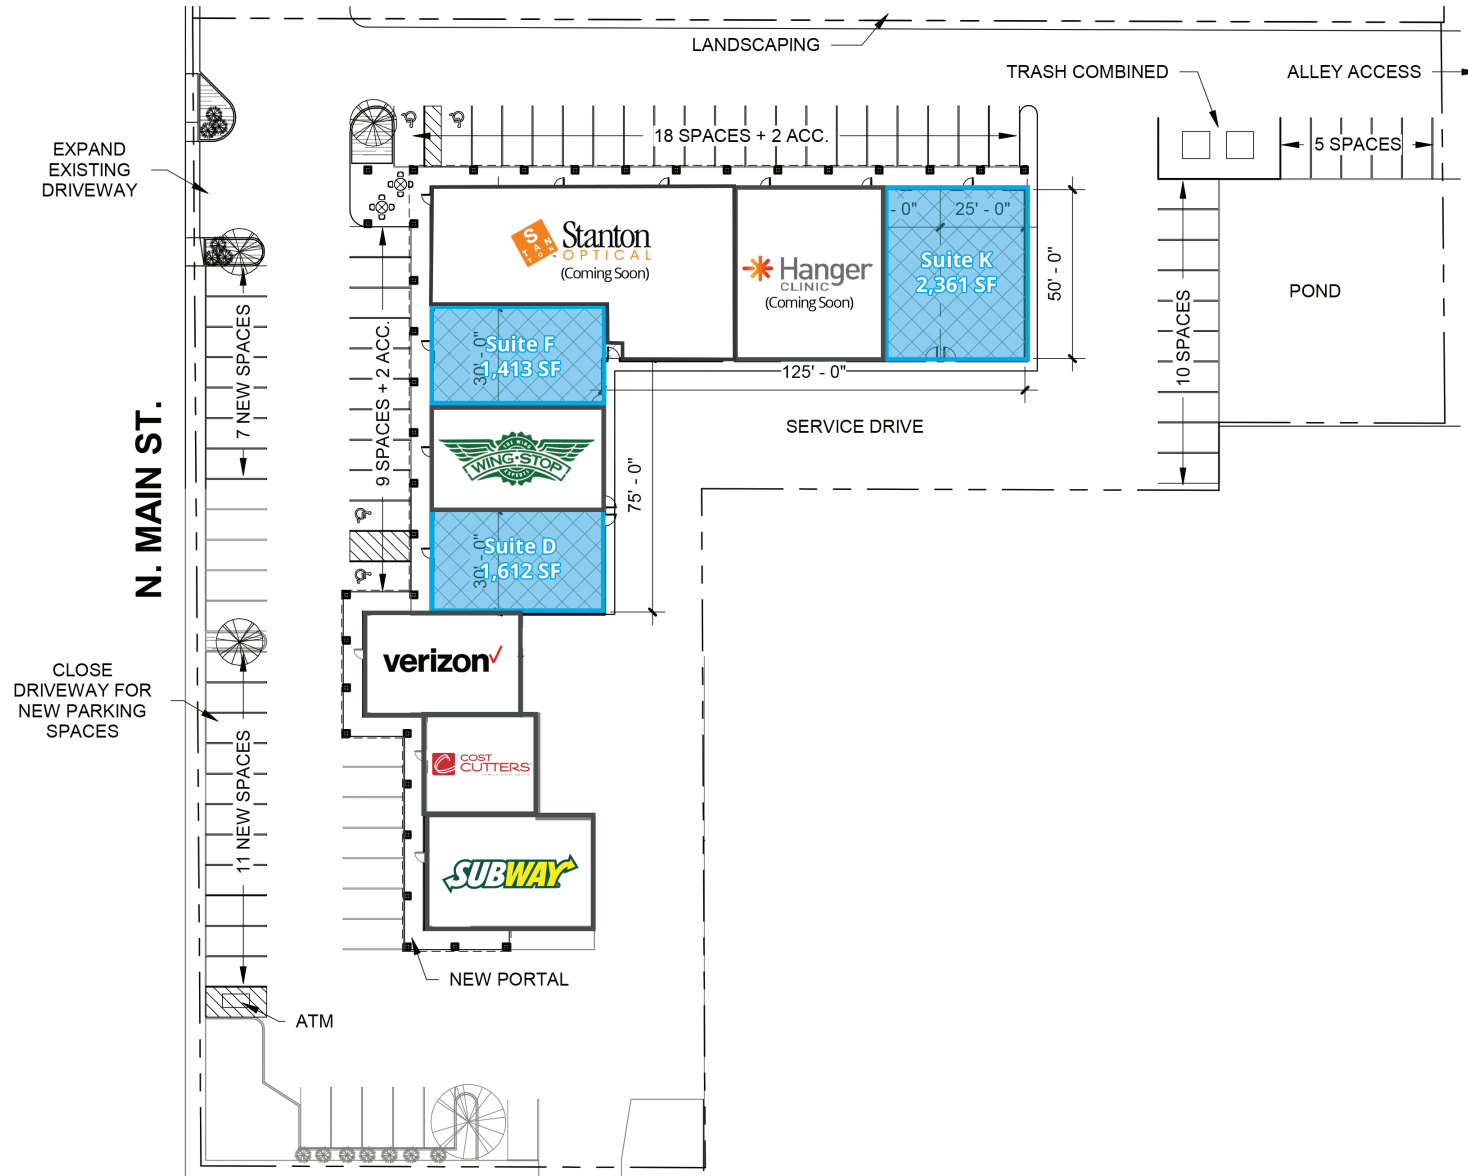 LANDSCAPING
TRASH COMBINED
ALLEY ACCESS
18 SPACES + 2 ACC.
5 SPACES
EXPAND
EXISTING
DRIVEWAY
STANTON
Stanton
OPTICAL
(Coming Soon)
Hanger
CLINIC
(Coming Soon)
- 0"
25' - 0"
Suite K
2,361 SF
50' - 0"
10 SPACES
POND
7 NEW SPACES
9 SPACES + 2 ACC.
30' - 0"
Suite F
1,413 SF
125' - 0"
SERVICE DRIVE
N. MAIN ST.
WING·STOP
75' - 0"
30' - 0"
Suite D
1,612 SF
CLOSE
DRIVEWAY FOR
NEW PARKING
SPACES
verizon
11 NEW SPACES
COST
CUTTERS
SUBWAY
NEW PORTAL
ATM